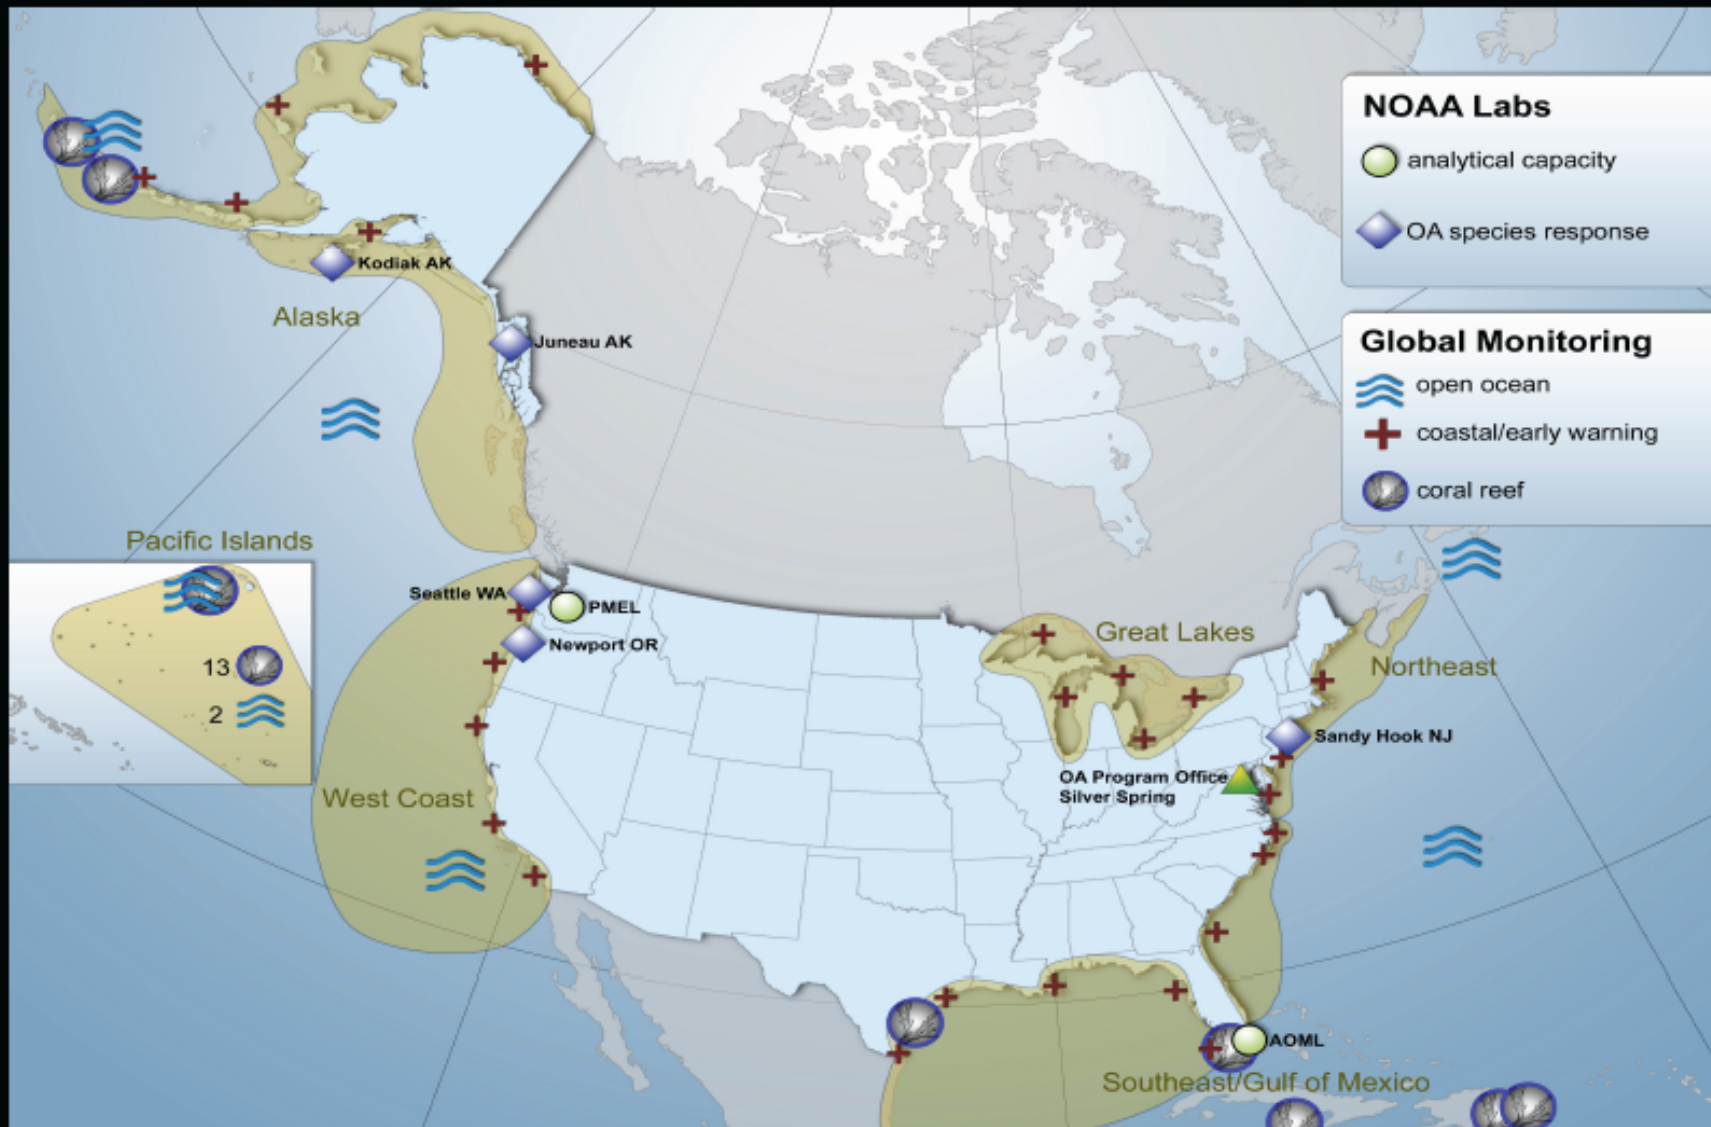 NOAA Labs
analytical capacity
OA species response
Global Monitoring
open ocean
coastal/early warning
coral reef
Kodiak AK
Alaska
Juneau AK
Pacific Islands
13
2
Seattle WA
PMEL
Newport OR
West Coast
Great Lakes
Northeast
Sandy Hook NJ
OA Program Office
Silver Spring
AOML
Southeast/Gulf of Mexico